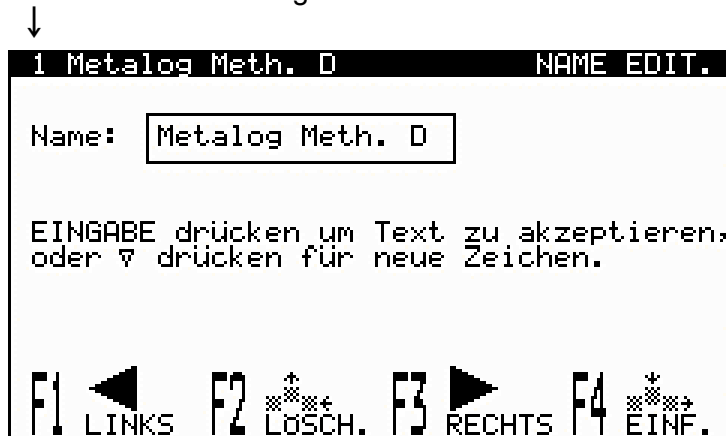 1 Metalog Meth. D NAME EDIT.
Name: Metalog Meth. D
EINGABE drücken um Text zu akzeptieren,
oder ▽ drücken für neue Zeichen.
F1 LINKS F2 LÖSCH. F3 RECHTS F4 EINF.